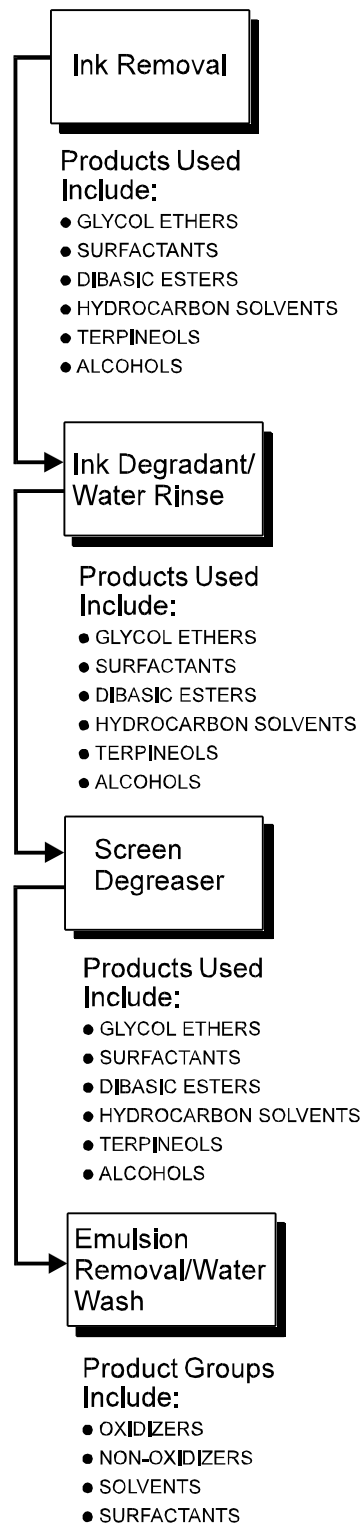 Ink Removal
Products Used
Include:
● GLYCOL ETHERS
● SURFACTANTS
● DIBASIC ESTERS
● HYDROCARBON SOLVENTS
● TERPINEOLS
● ALCOHOLS
Ink Degradant/
Water Rinse
Products Used
Include:
● GLYCOL ETHERS
● SURFACTANTS
● DIBASIC ESTERS
● HYDROCARBON SOLVENTS
● TERPINEOLS
● ALCOHOLS
Screen
Degreaser
Products Used
Include:
● GLYCOL ETHERS
● SURFACTANTS
● DIBASIC ESTERS
● HYDROCARBON SOLVENTS
● TERPINEOLS
● ALCOHOLS
Emulsion
Removal/Water
Wash
Product Groups
Include:
● OXIDIZERS
● NON-OXIDIZERS
● SOLVENTS
● SURFACTANTS